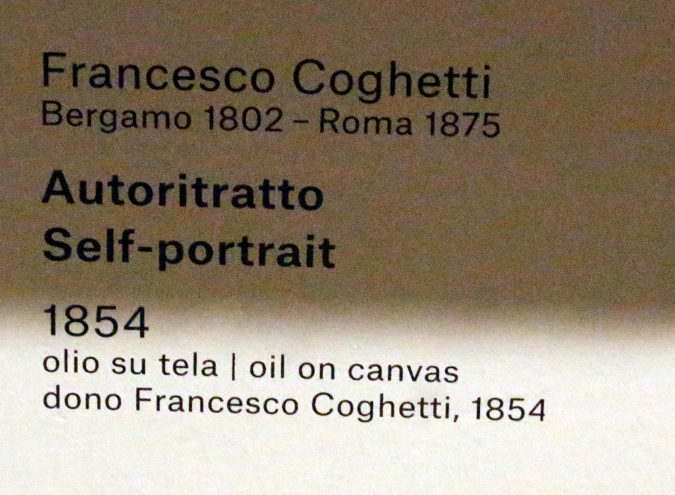 Francesco Coghetti
Bergamo 1802 – Roma 1875
Autoritratto
Self-portrait
1854
olio su tela | oil on canvas
dono Francesco Coghetti, 1854